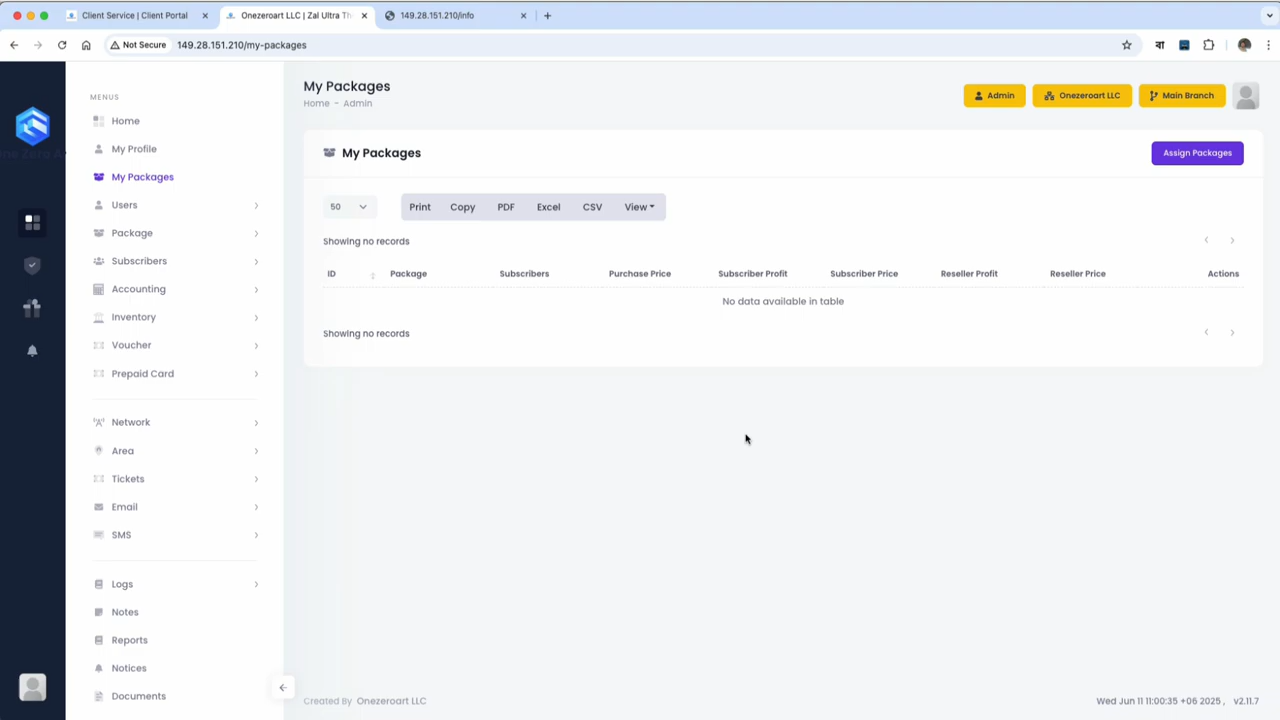 Client Service | Client Portal
Onezeroart LLC | Zal Ultra Th
149.28.151.210/info
Not Secure
149.28.151.210/my-packages
MENUS
Home
My Profile
My Packages
Users
Package
Subscribers
Accounting
Inventory
Voucher
Prepaid Card
Network
Area
Tickets
Email
SMS
Logs
Notes
Reports
Notices
Documents
My Packages
Home - Admin
Admin
Onezeroart LLC
Main Branch
My Packages
Assign Packages
50
Print Copy PDF Excel CSV View
Showing no records
ID Package Subscribers Purchase Price Subscriber Profit Subscriber Price Reseller Profit Reseller Price Actions
No data available in table
Showing no records
Created By Onezeroart LLC
Wed Jun 11 11:00:35 +06 2025 , v2.11.7